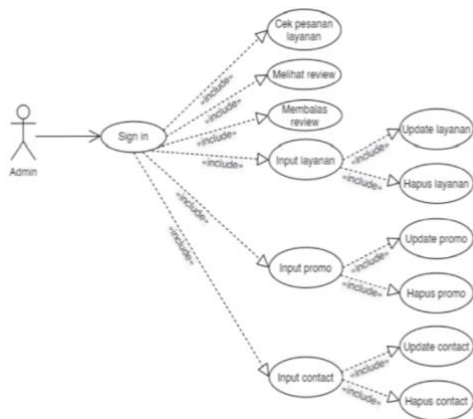 Cek pesanan
layanan
«include»
Melihat review
«include»
Membalas
review
«include»
Sign in
Admin
«include»
Input layanan
Update layanan
«include»
Hapus layanan
«include»
«include»
Input promo
Update promo
«include»
Hapus promo
«include»
«include»
Input contact
Update contact
«include»
Hapus contact
«include»